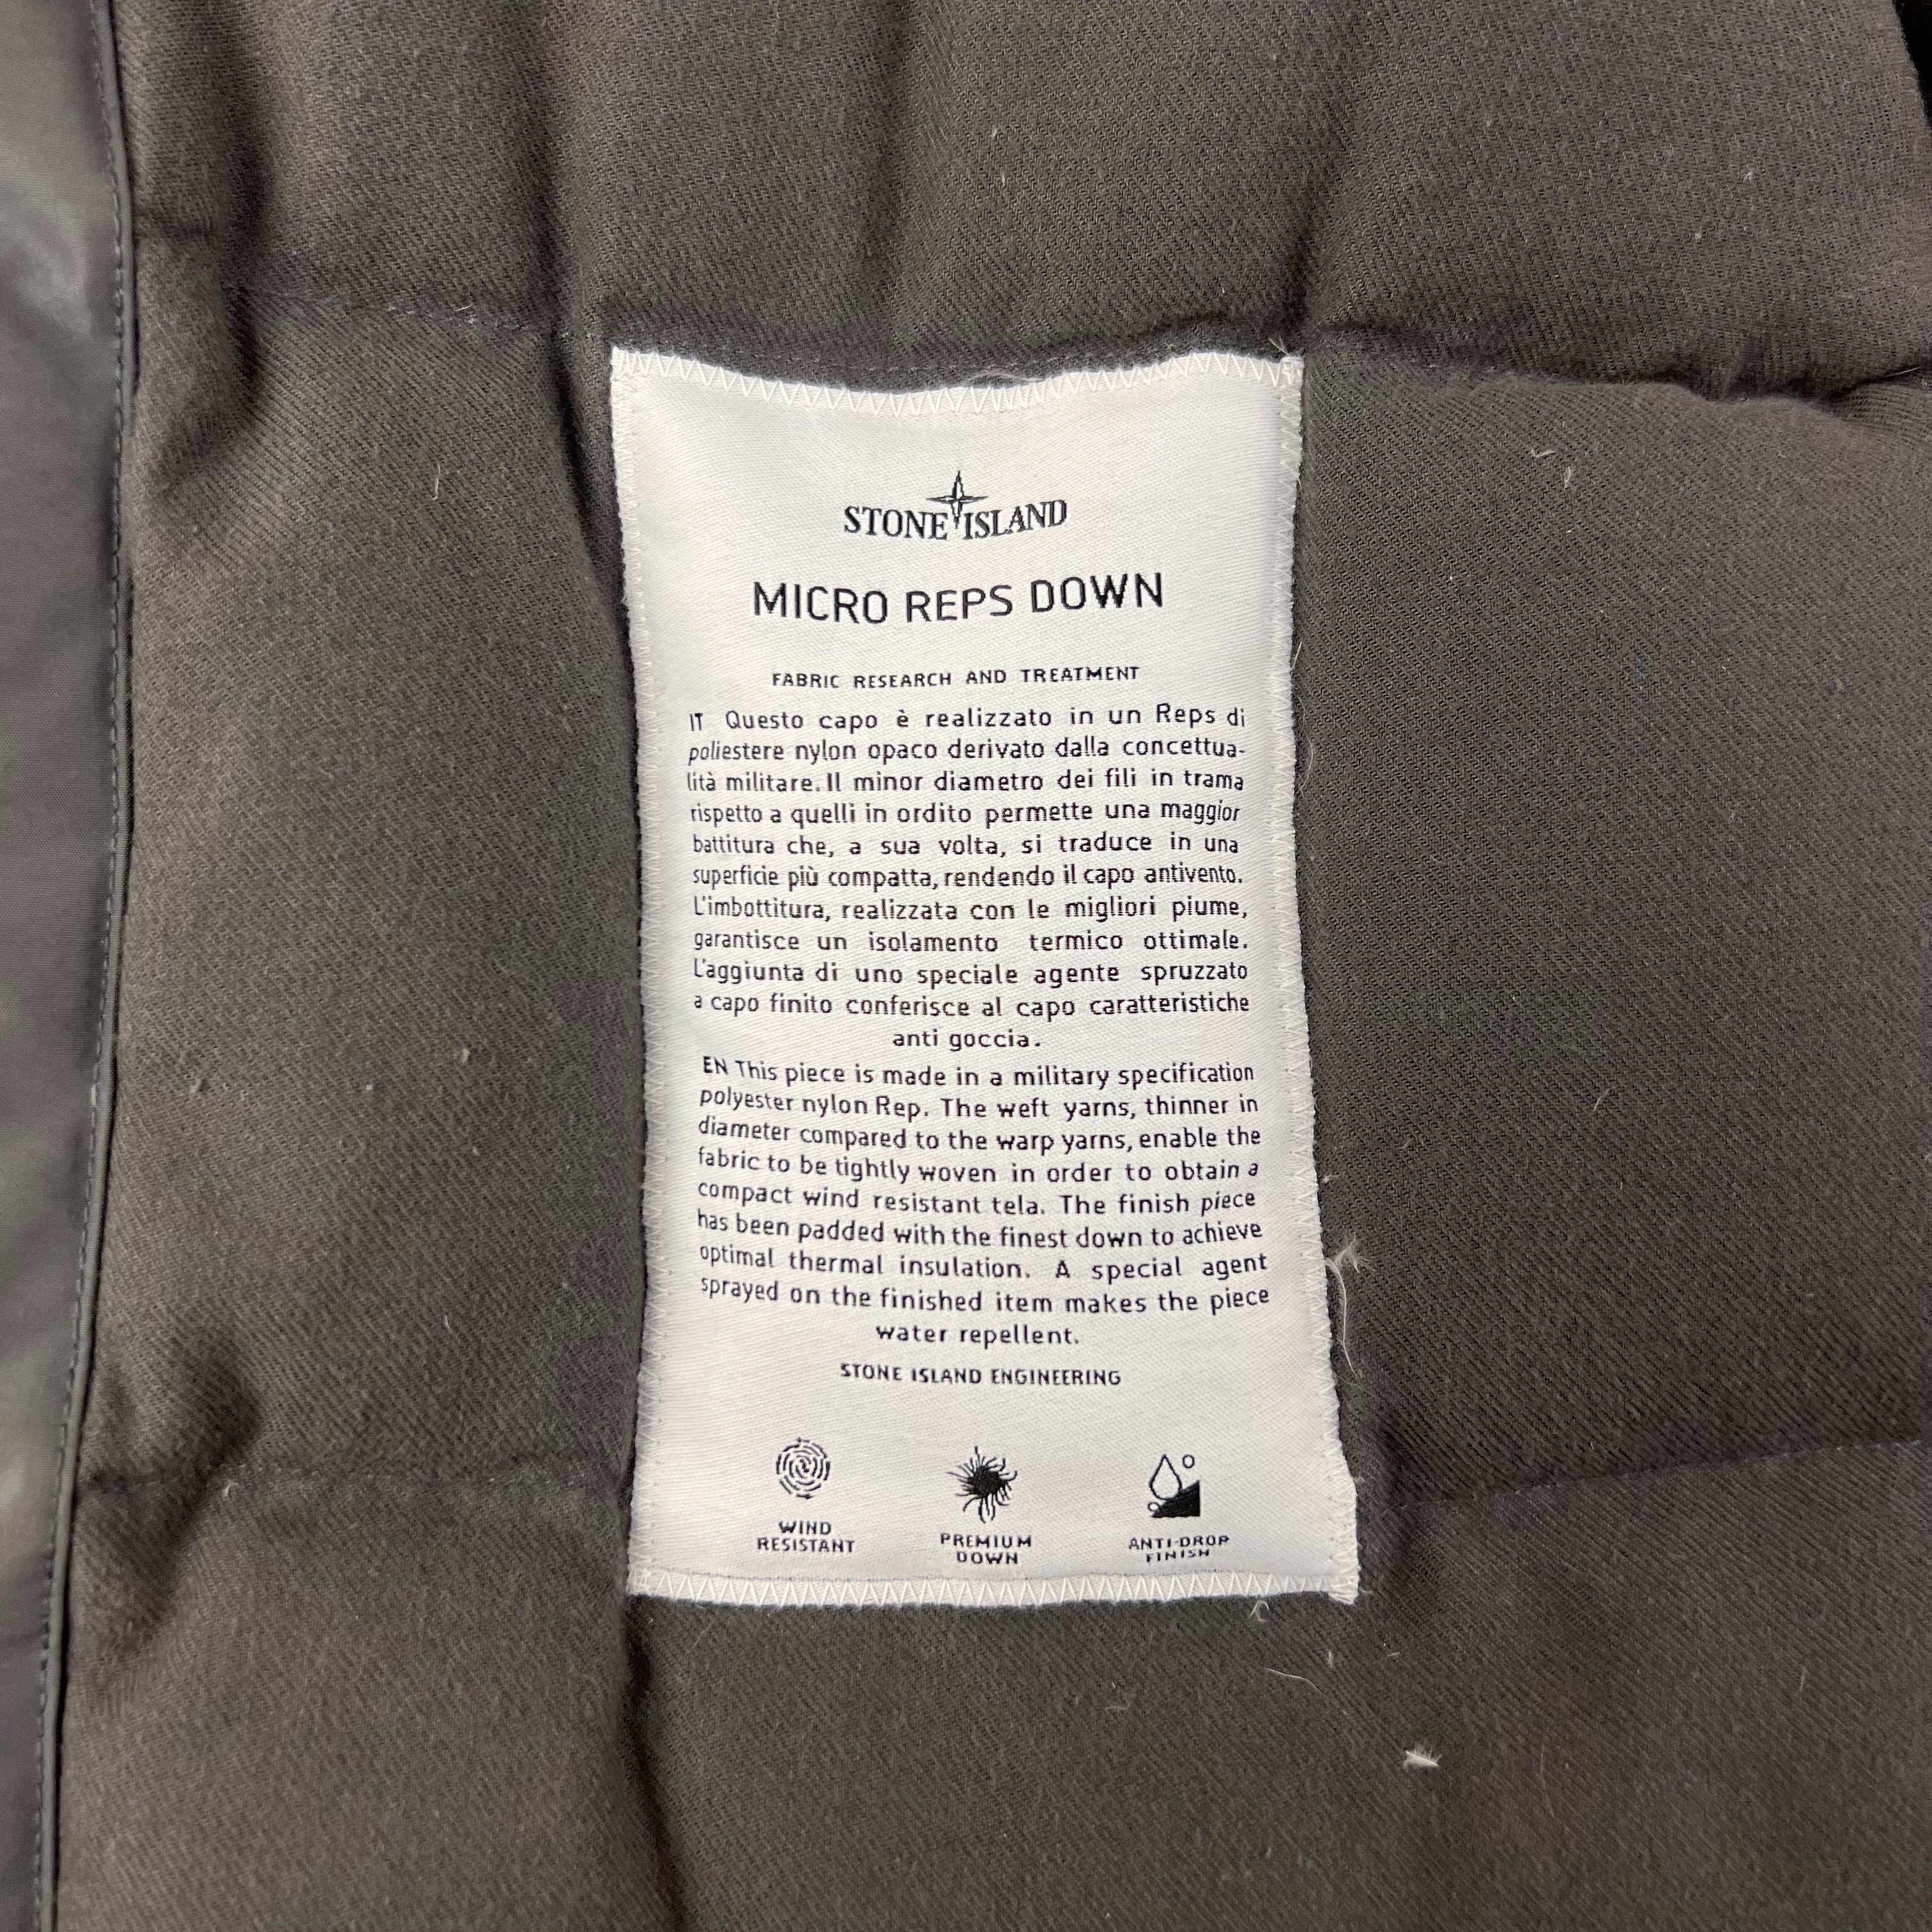 STONE ISLAND
MICRO REPS DOWN
FABRIC RESEARCH AND TREATMENT
IT Questo capo è realizzato in un Reps di
poliestere nylon opaco derivato dalla concettua-
lità militare. Il minor diametro dei fili in trama
rispetto a quelli in ordito permette una maggior
battitura che, a sua volta, si traduce in una
superficie più compatta, rendendo il capo antivento.
L'imbottitura, realizzata con le migliori piume,
garantisce un isolamento termico ottimale.
L'aggiunta di uno speciale agente spruzzato
a capo finito conferisce al capo caratteristiche
anti goccia.
EN This piece is made in a military specification
polyester nylon Rep. The weft yarns, thinner in
diameter compared to the warp yarns, enable the
fabric to be tightly woven in order to obtain a
compact wind resistant tela. The finish piece
has been padded with the finest down to achieve
optimal thermal insulation. A special agent
sprayed on the finished item makes the piece
water repellent.
STONE ISLAND ENGINEERING
WIND
RESISTANT
PREMIUM
DOWN
ANTI-DROP
FINISH